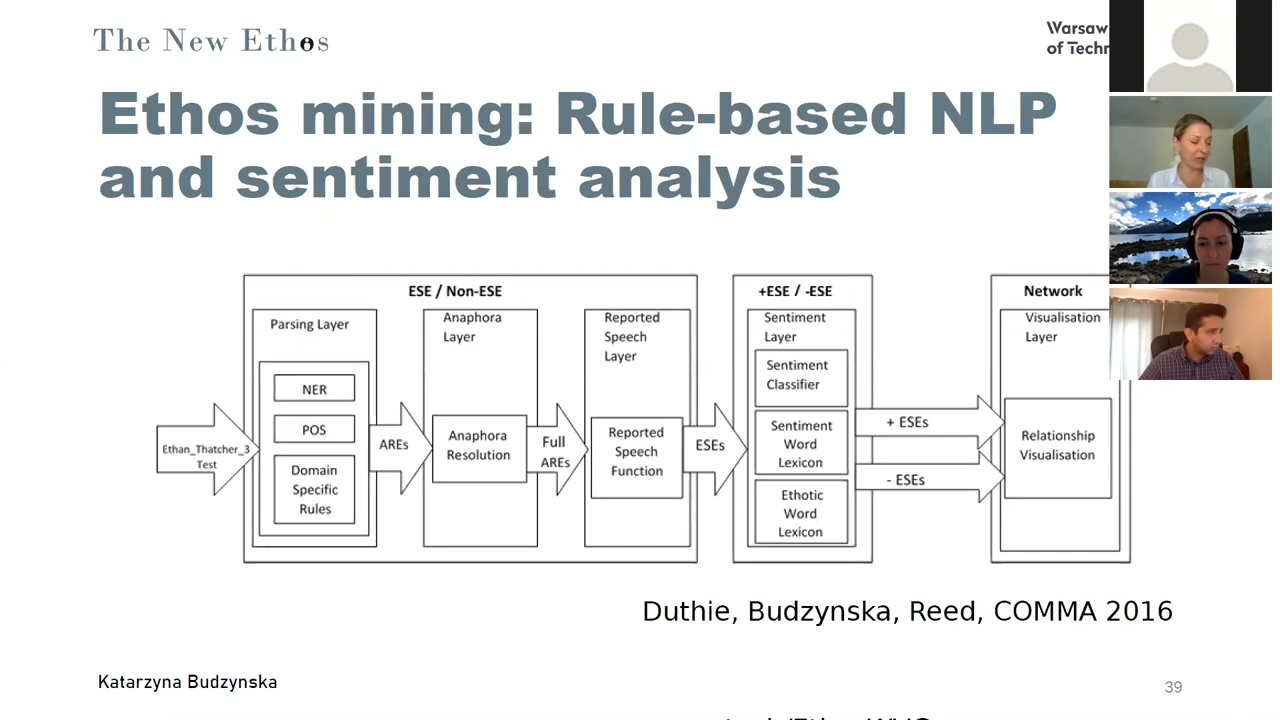 The New Ethos
Warsaw
of Techn
Ethos mining: Rule-based NLP
and sentiment analysis
ESE / Non-ESE
+ESE / -ESE
Network
Parsing Layer
Anaphora
Layer
Reported
Speech
Layer
Sentiment
Layer
Visualisation
Layer
NER
POS
Domain
Specific
Rules
Ethan_Thatcher_3
Test
AREs
Anaphora
Resolution
Full
AREs
Reported
Speech
Function
ESEs
Sentiment
Classifier
Sentiment
Word
Lexicon
Ethotic
Word
Lexicon
+ ESEs
- ESEs
Relationship
Visualisation
Duthie, Budzynska, Reed, COMMA 2016
Katarzyna Budzynska
39